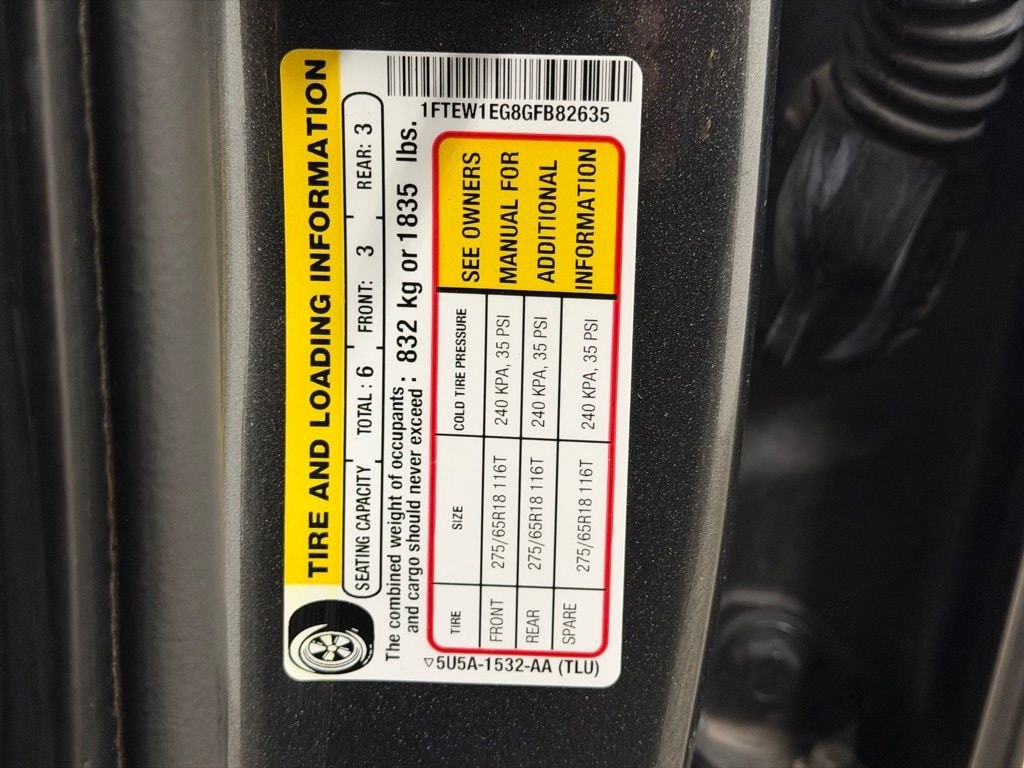 TIRE AND LOADING INFORMATION
SEATING CAPACITY TOTAL : 6 FRONT: 3 REAR: 3
The combined weight of occupants
and cargo should never exceed : 832 kg or 1835 lbs.
TIRE SIZE COLD TIRE PRESSURE
FRONT 275/65R18 116T 240 KPA, 35 PSI
REAR 275/65R18 116T 240 KPA, 35 PSI
SPARE 275/65R18 116T 240 KPA, 35 PSI
SEE OWNERS
MANUAL FOR
ADDITIONAL
INFORMATION
1FTEW1EG8GFB82635
▽5U5A-1532-AA (TLU)